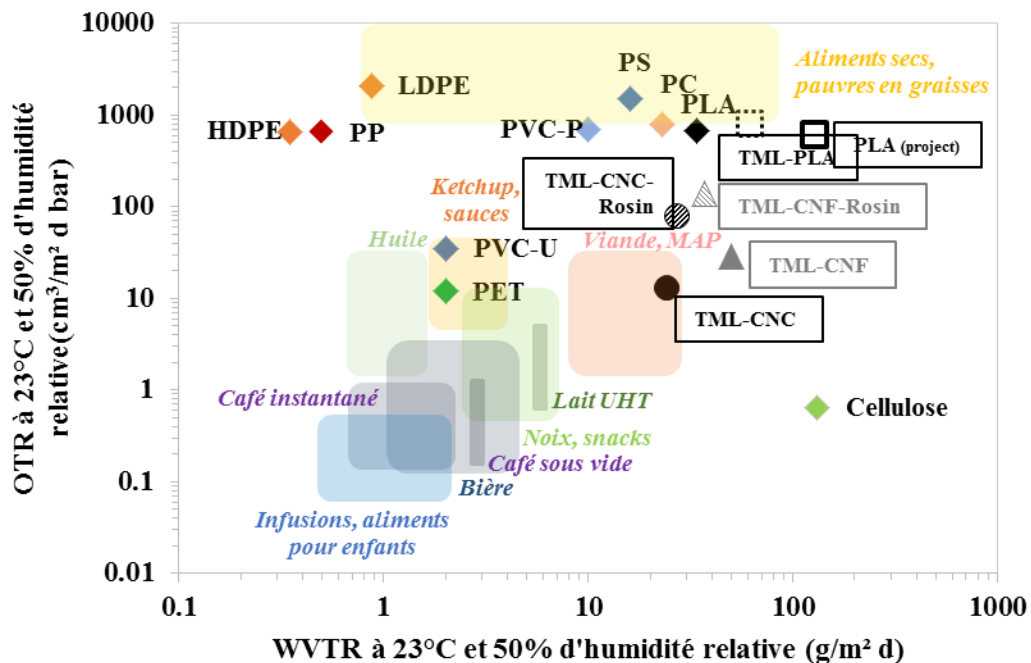 OTR à 23°C et 50% d'humidité
relative(cm³/m² d bar)
10000
1000
100
10
1
0.1
0.01
LDPE
PS
PC
PLA
Aliments secs,
pauvres en graisses
HDPE
PP
PVC-P
TML-PLA
PLA (project)
TML-CNC-
Rosin
Ketchup,
sauces
TML-CNF-Rosin
Huile
PVC-U
Viande, MAP
TML-CNF
PET
TML-CNC
Café instantané
Lait UHT
Cellulose
Noix, snacks
Café sous vide
Bière
Infusions, aliments
pour enfants
0.1
1
10
100
1000
WVTR à 23°C et 50% d'humidité relative (g/m² d)